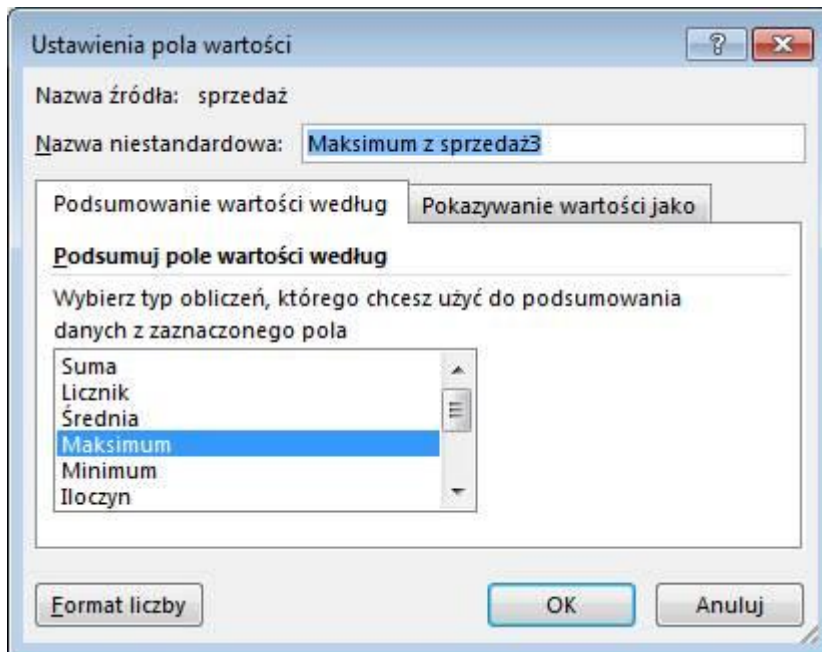 Ustawienia pola wartości
?
Nazwa źródła: sprzedaż
Nazwa niestandardowa: Maksimum z sprzedaż3
Podsumowanie wartości według Pokazywanie wartości jako
Podsumuj pole wartości według
Wybierz typ obliczeń, którego chcesz użyć do podsumowania
danych z zaznaczonego pola
Suma
Licznik
Średnia
Maksimum
Minimum
Iloczyn
Format liczby OK Anuluj